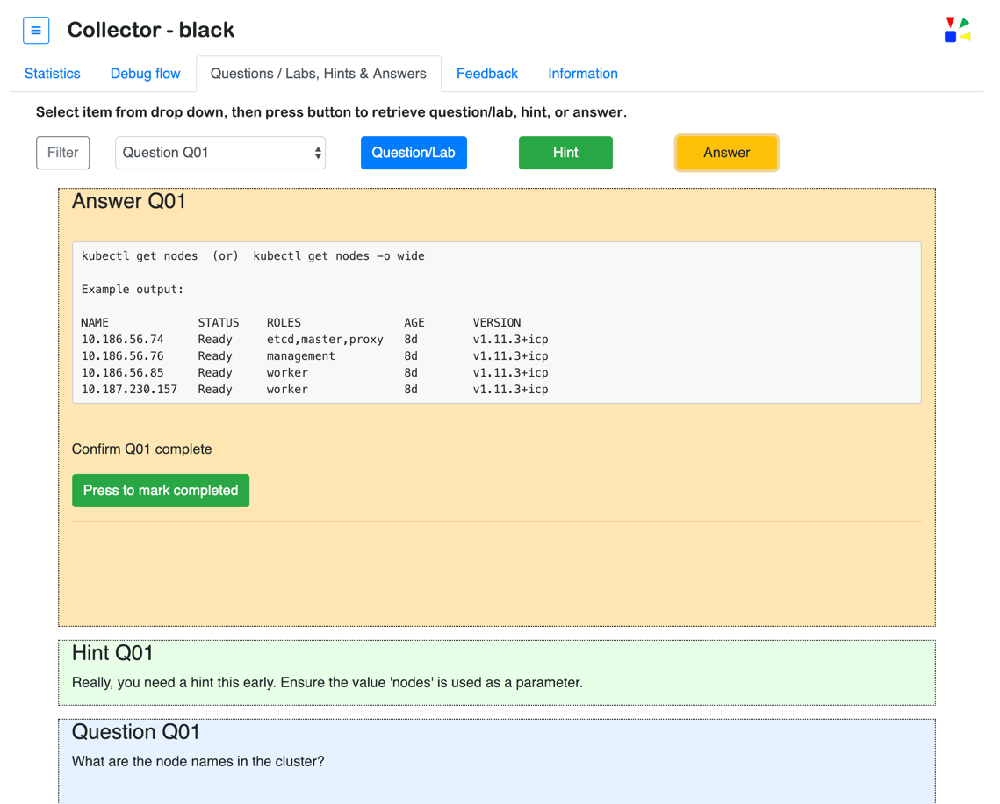 ≡ Collector - black
Statistics Debug flow Questions / Labs, Hints & Answers Feedback Information
Select item from drop down, then press button to retrieve question/lab, hint, or answer.
Filter Question Q01 Question/Lab Hint Answer
Answer Q01
kubectl get nodes  (or)  kubectl get nodes -o wide
Example output:
NAME             STATUS    ROLES               AGE       VERSION
10.186.56.74     Ready     etcd,master,proxy   8d        v1.11.3+icp
10.186.56.76     Ready     management          8d        v1.11.3+icp
10.186.56.85     Ready     worker              8d        v1.11.3+icp
10.187.230.157   Ready     worker              8d        v1.11.3+icp
Confirm Q01 complete
Press to mark completed
Hint Q01
Really, you need a hint this early. Ensure the value 'nodes' is used as a parameter.
Question Q01
What are the node names in the cluster?